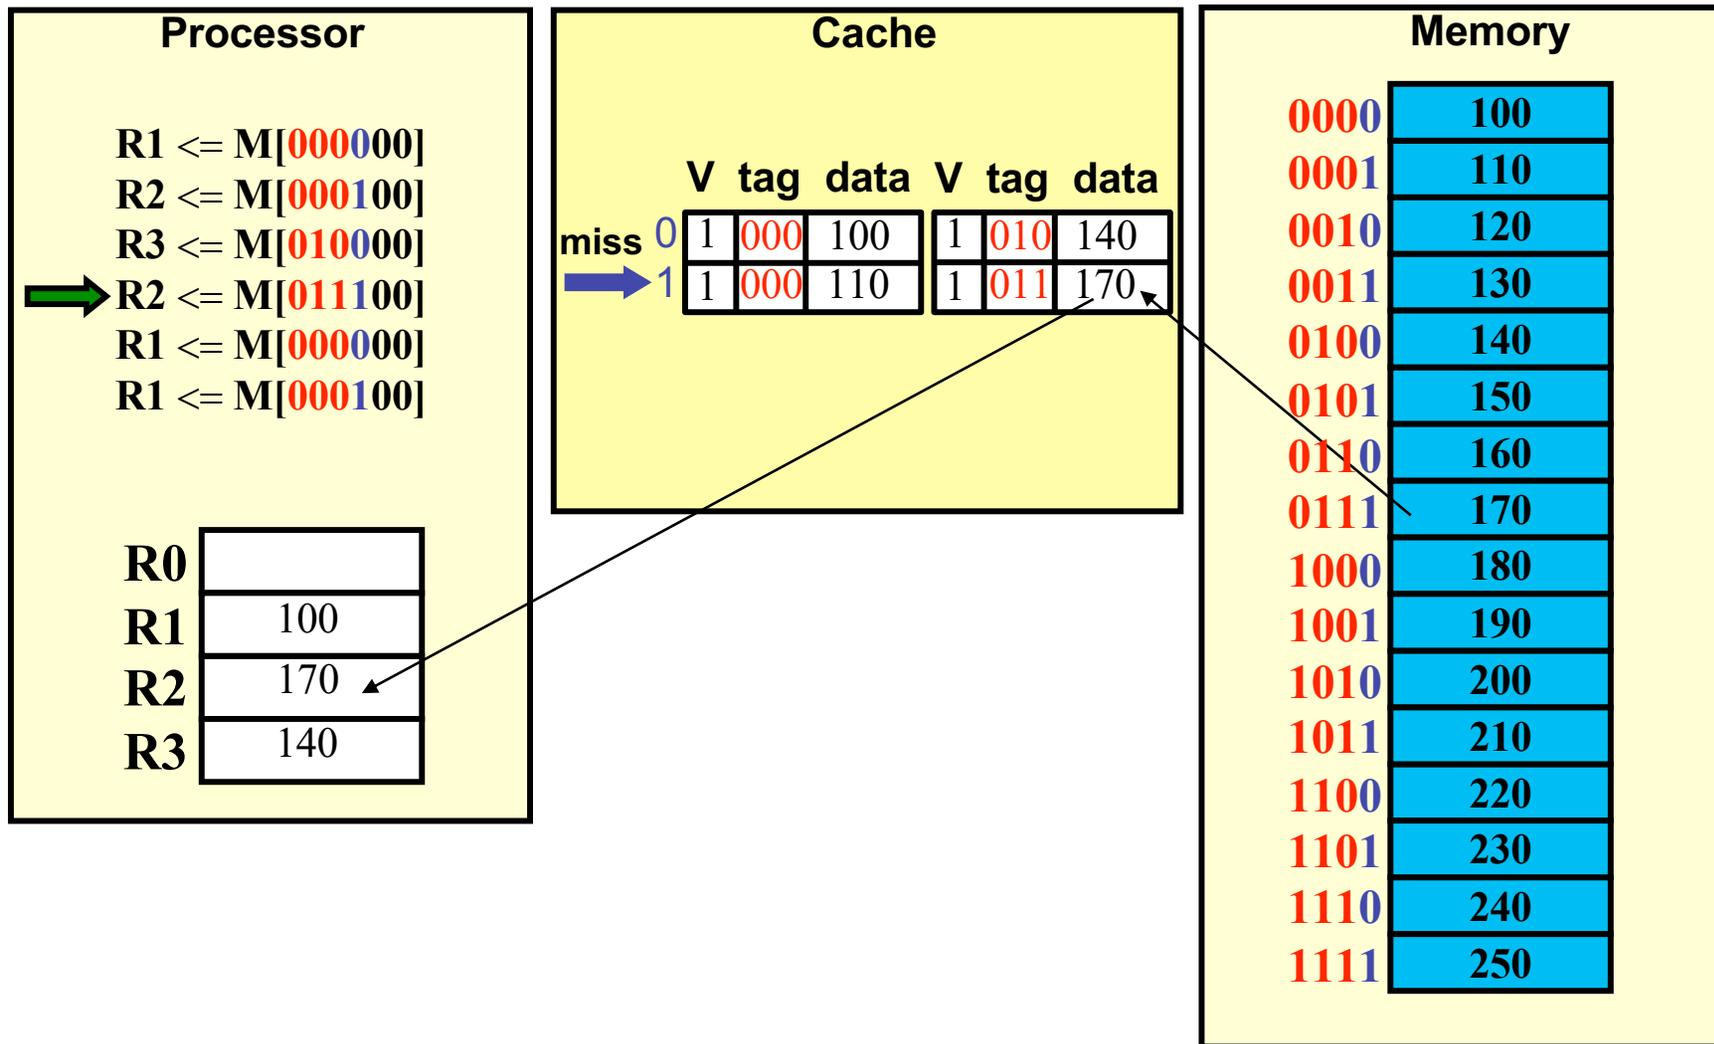 Processor
R1 <= M[000000]
R2 <= M[000100]
R3 <= M[010000]
R2 <= M[011100]
R1 <= M[000000]
R1 <= M[000100]
R0
R1 100
R2 170
R3 140
Cache
V tag data V tag data
miss 0 1 000 100 1 010 140
1 1 000 110 1 011 170
Memory
0000 100
0001 110
0010 120
0011 130
0100 140
0101 150
0110 160
0111 170
1000 180
1001 190
1010 200
1011 210
1100 220
1101 230
1110 240
1111 250